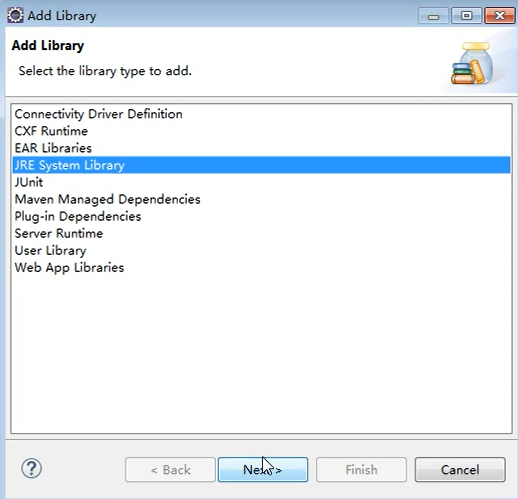 Add Library
Add Library
Select the library type to add.
Connectivity Driver Definition
CXF Runtime
EAR Libraries
JRE System Library
JUnit
Maven Managed Dependencies
Plug-in Dependencies
Server Runtime
User Library
Web App Libraries
?
< Back
Next >
Finish
Cancel